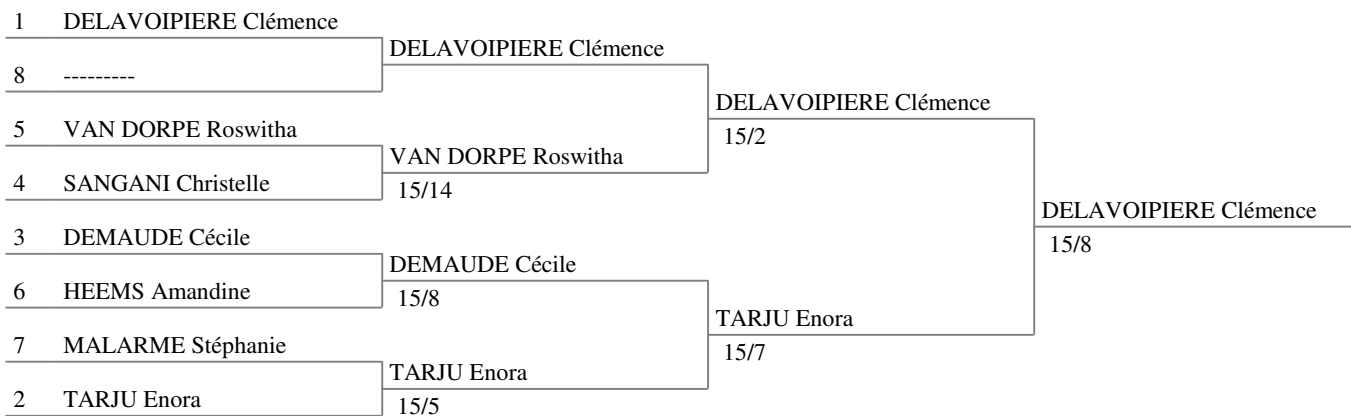 1 DELAVOIPIERE Clémence
DELAVOIPIERE Clémence
8 ---------
DELAVOIPIERE Clémence
5 VAN DORPE Roswitha
15/2
VAN DORPE Roswitha
4 SANGANI Christelle
15/14
DELAVOIPIERE Clémence
3 DEMAUDE Cécile
15/8
DEMAUDE Cécile
6 HEEMS Amandine
15/8
TARJU Enora
7 MALARME Stéphanie
15/7
TARJU Enora
2 TARJU Enora
15/5